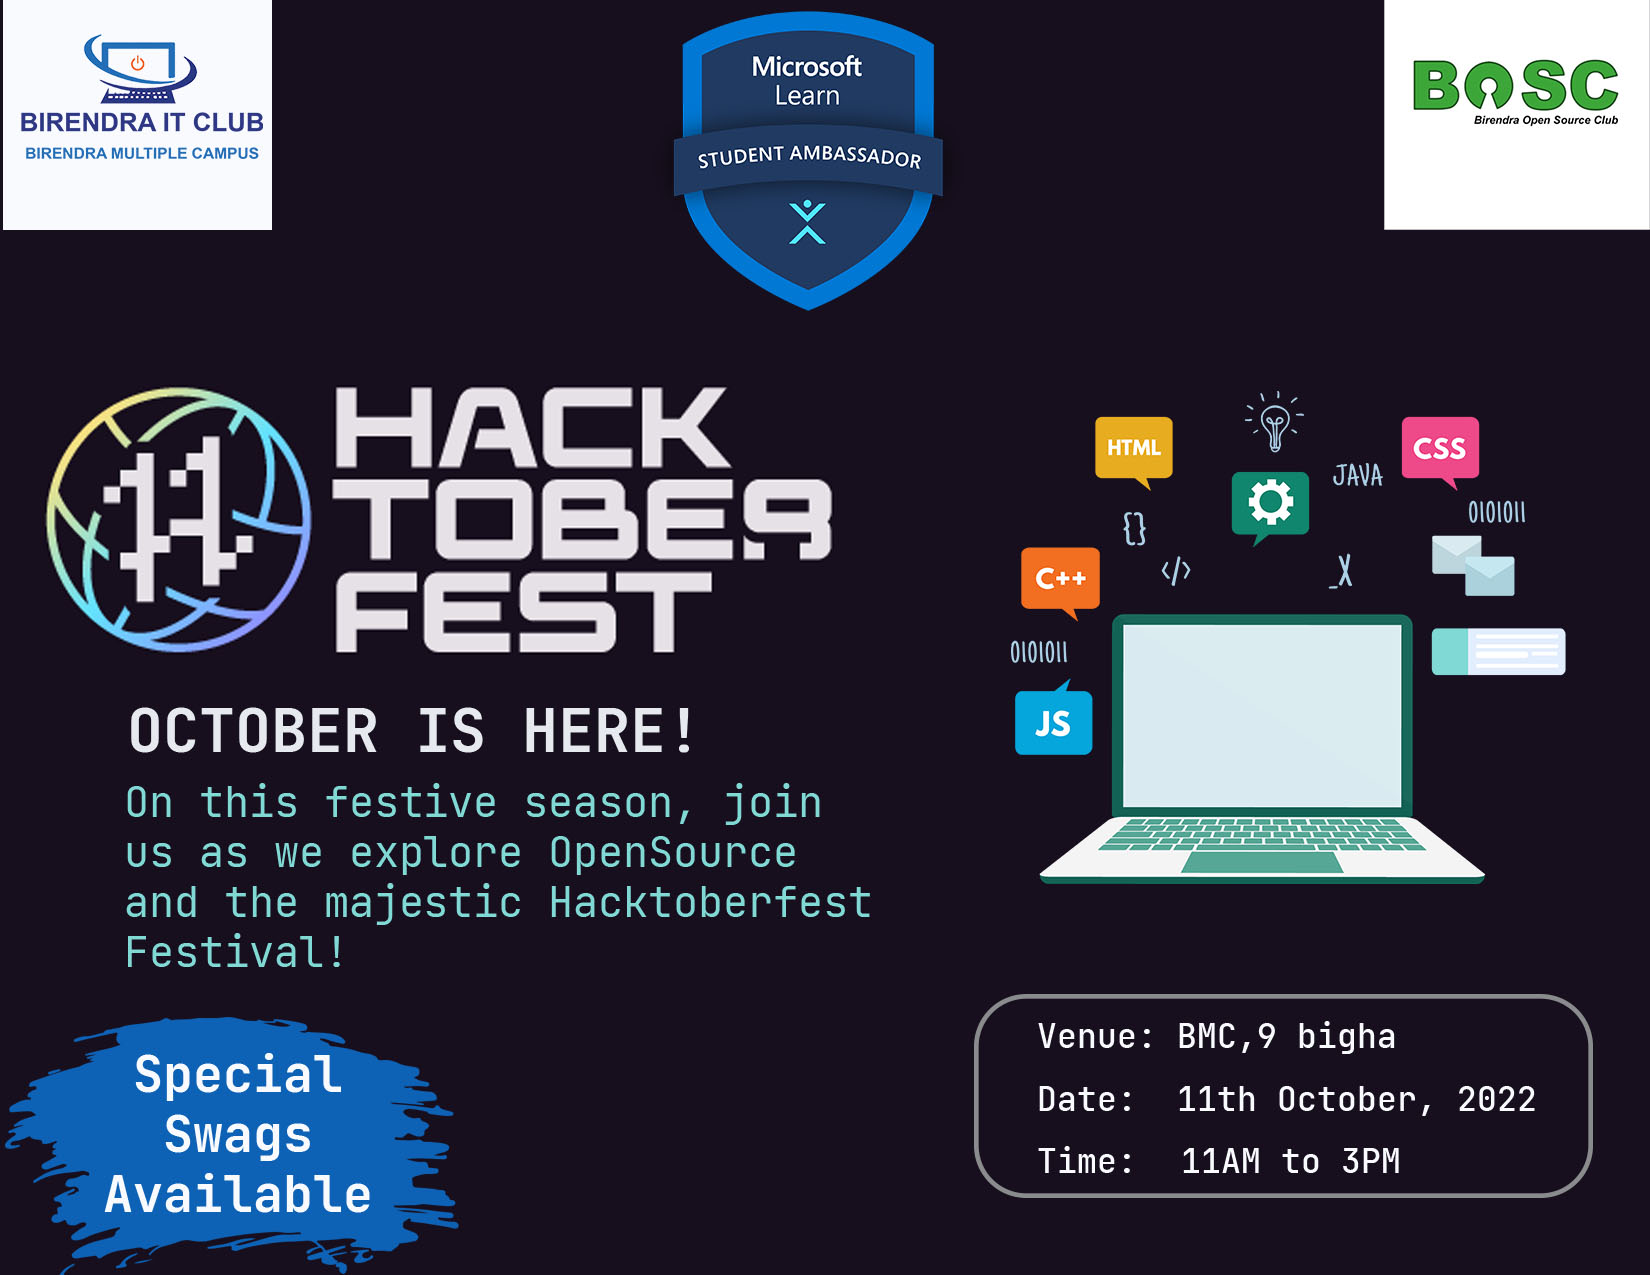 BIRENDRA IT CLUB
BIRENDRA MULTIPLE CAMPUS
Microsoft
Learn
STUDENT AMBASSADOR
BOSC
Birendra Open Source Club
HACK
TOBER
FEST
HTML
JAVA
CSS
0101011
{}
C++
</>
_X
0101011
JS
OCTOBER IS HERE!
On this festive season, join
us as we explore OpenSource
and the majestic Hacktoberfest
Festival!
Special
Swags
Available
Venue: BMC,9 bigha
Date: 11th October, 2022
Time: 11AM to 3PM